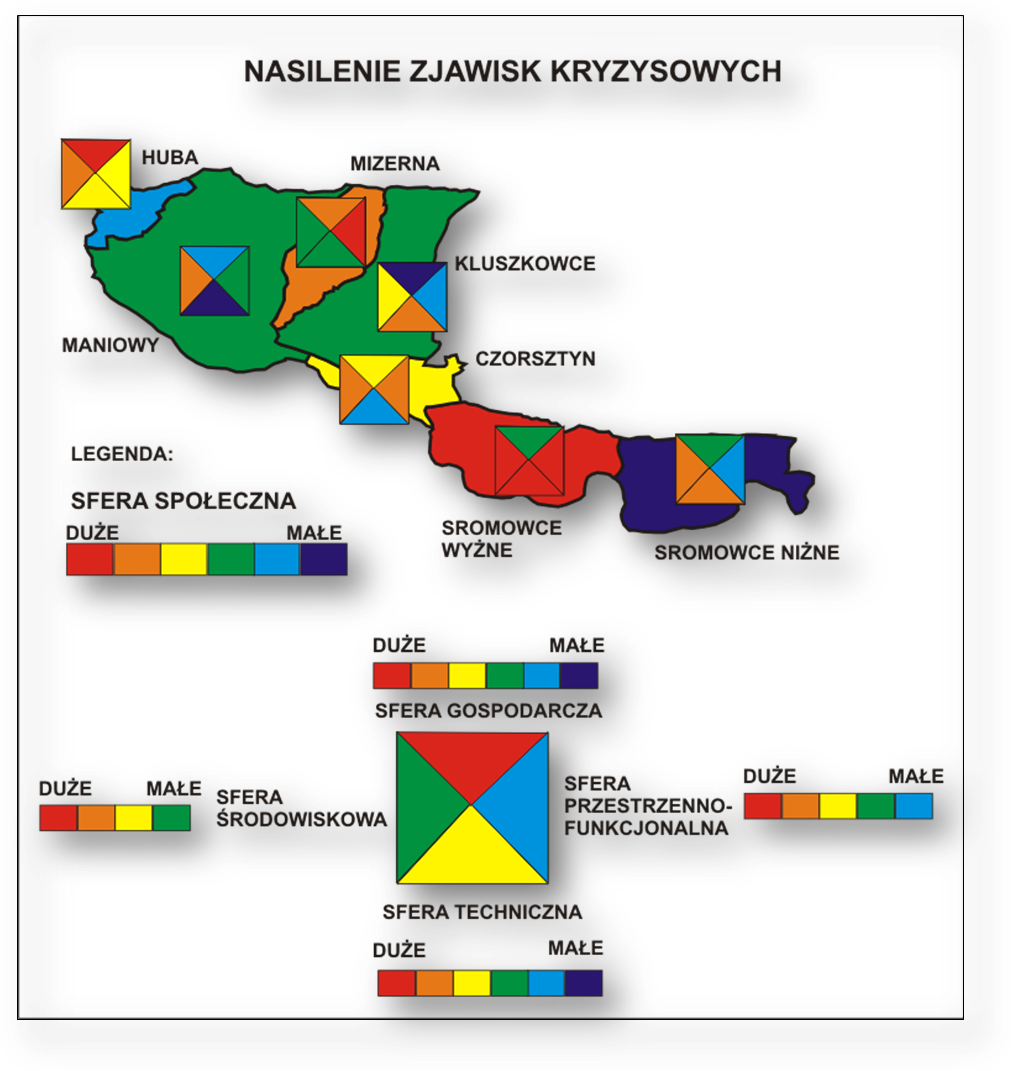 NASILENIE ZJAWISK KRYZYSOWYCH
HUBA
MIZERNA
KLUSZKOWCE
MANIOWY
CZORSZTYN
LEGENDA:
SFERA SPOŁECZNA
DUŻE MAŁE
SROMOWCE
WYŻNE
SROMOWCE NIŻNE
DUŻE MAŁE
SFERA GOSPODARCZA
DUŻE MAŁE
SFERA
ŚRODOWISKOWA
SFERA
PRZESTRZENNO-
FUNKCJONALNA
DUŻE MAŁE
SFERA TECHNICZNA
DUŻE MAŁE